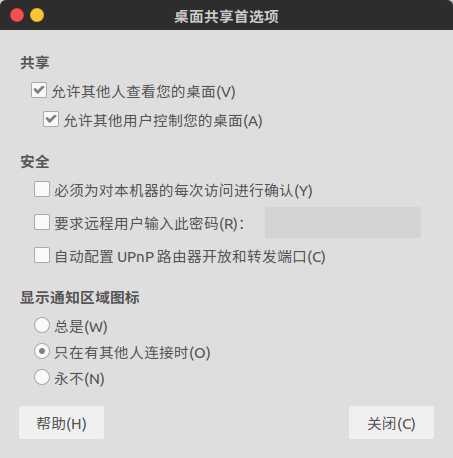 桌面共享首选项
共享
允许其他人查看您的桌面(V)
允许其他用户控制您的桌面(A)
安全
必须为对本机器的每次访问进行确认(Y)
要求远程用户输入此密码(R)：
自动配置 UPnP 路由器开放和转发端口(C)
显示通知区域图标
总是(W)
只在有其他人连接时(O)
永不(N)
帮助(H)
关闭(C)